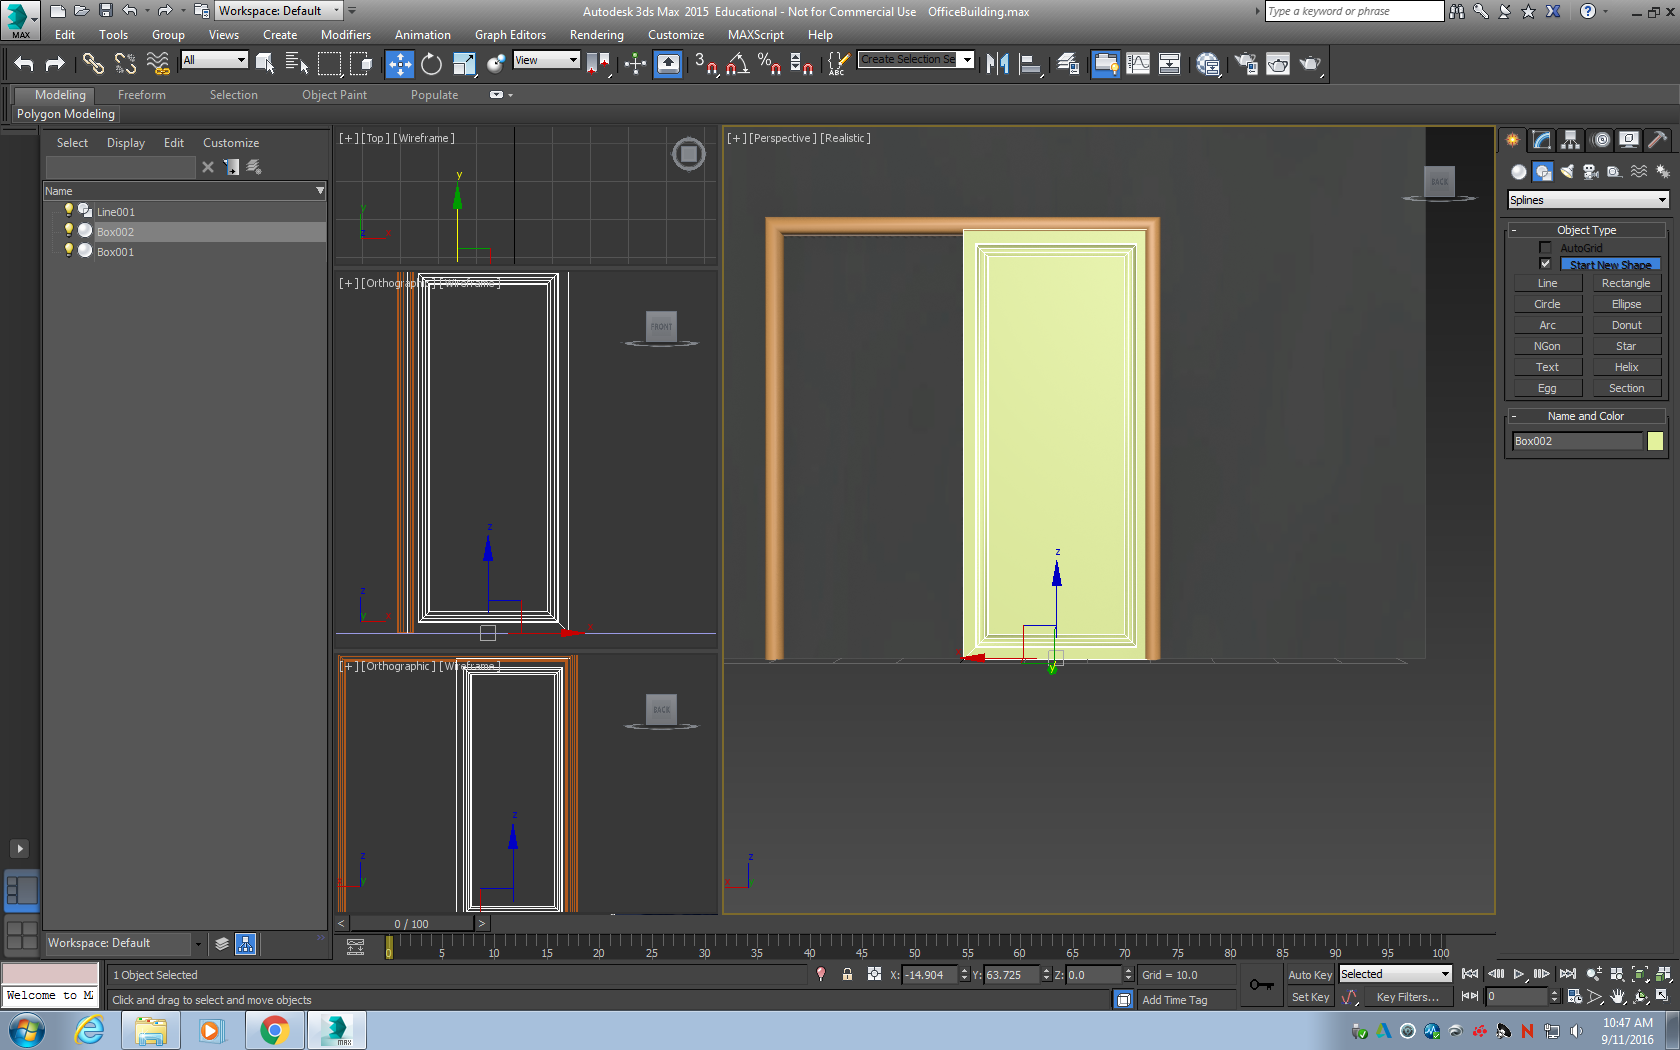 Workspace: Default
Autodesk 3ds Max 2015 Educational - Not for Commercial Use OfficeBuilding.max
Type a keyword or phrase
MAX
Edit Tools Group Views Create Modifiers Animation Graph Editors Rendering Customize MAXScript Help
All
View
3
ABC
Create Selection Se
Modeling Freeform Selection Object Paint Populate
Polygon Modeling
Select Display Edit Customize
Name
Line001
Box002
Box001
[+][Top][Wireframe]
y
[+][Orthographic][Wireframe]
FRONT
z
[+][Orthographic][Wireframe]
BACK
z
[+][Perspective][Realistic]
BACK
z
y
z
Splines
- Object Type
AutoGrid
Start New Shape
Line Rectangle
Circle Ellipse
Arc Donut
NGon Star
Text Helix
Egg Section
- Name and Color
Box002
Workspace: Default
< 0 / 100 >
0 5 10 15 20 25 30 35 40 45 50 55 60 65 70 75 80 85 90 95 100
1 Object Selected
X: -14.904 Y: 63.725 Z: 0.0 Grid = 10.0
Auto Key Selected
Welcome to M
Click and drag to select and move objects
Add Time Tag
Set Key Key Filters... 0
MAX
10:47 AM
9/11/2016